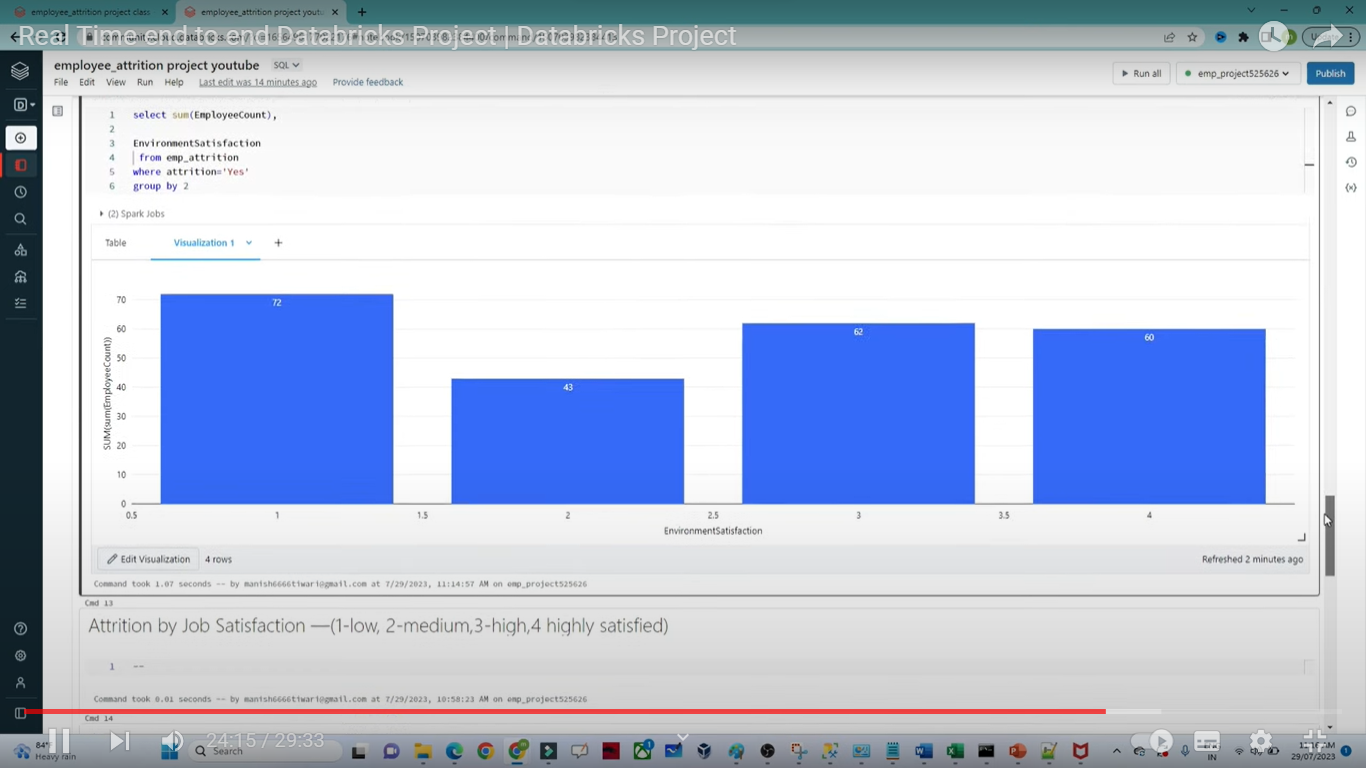 employee_attrition project class
employee_attrition project youtu
Real Time end to end Databricks Project | Databricks Project
employee_attrition project youtube SQL
File Edit View Run Help Last edit was 14 minutes ago Provide feedback
Run all emp_project525626 Publish
1 select sum(EmployeeCount),
2
3 EnvironmentSatisfaction
4 from emp_attrition
5 where attrition='Yes'
6 group by 2
(2) Spark Jobs
Table Visualization 1 +
SUM(sum(EmployeeCount))
70
60
50
40
30
20
10
0
72
43
62
60
0.5 1 1.5 2 2.5 3 3.5 4
EnvironmentSatisfaction
Edit Visualization 4 rows Refreshed 2 minutes ago
Command took 1.07 seconds -- by manish6666tiwari@gmail.com at 7/29/2023, 11:14:57 AM on emp_project525626
Cmd 13
Attrition by Job Satisfaction —(1-low, 2-medium,3-high,4 highly satisfied)
1 --
Command took 0.01 seconds -- by manish6666tiwari@gmail.com at 7/29/2023, 10:58:23 AM on emp_project525626
Cmd 14
24:15 / 29:33
84°
Heavy rain
Search
IN
29/07/2023